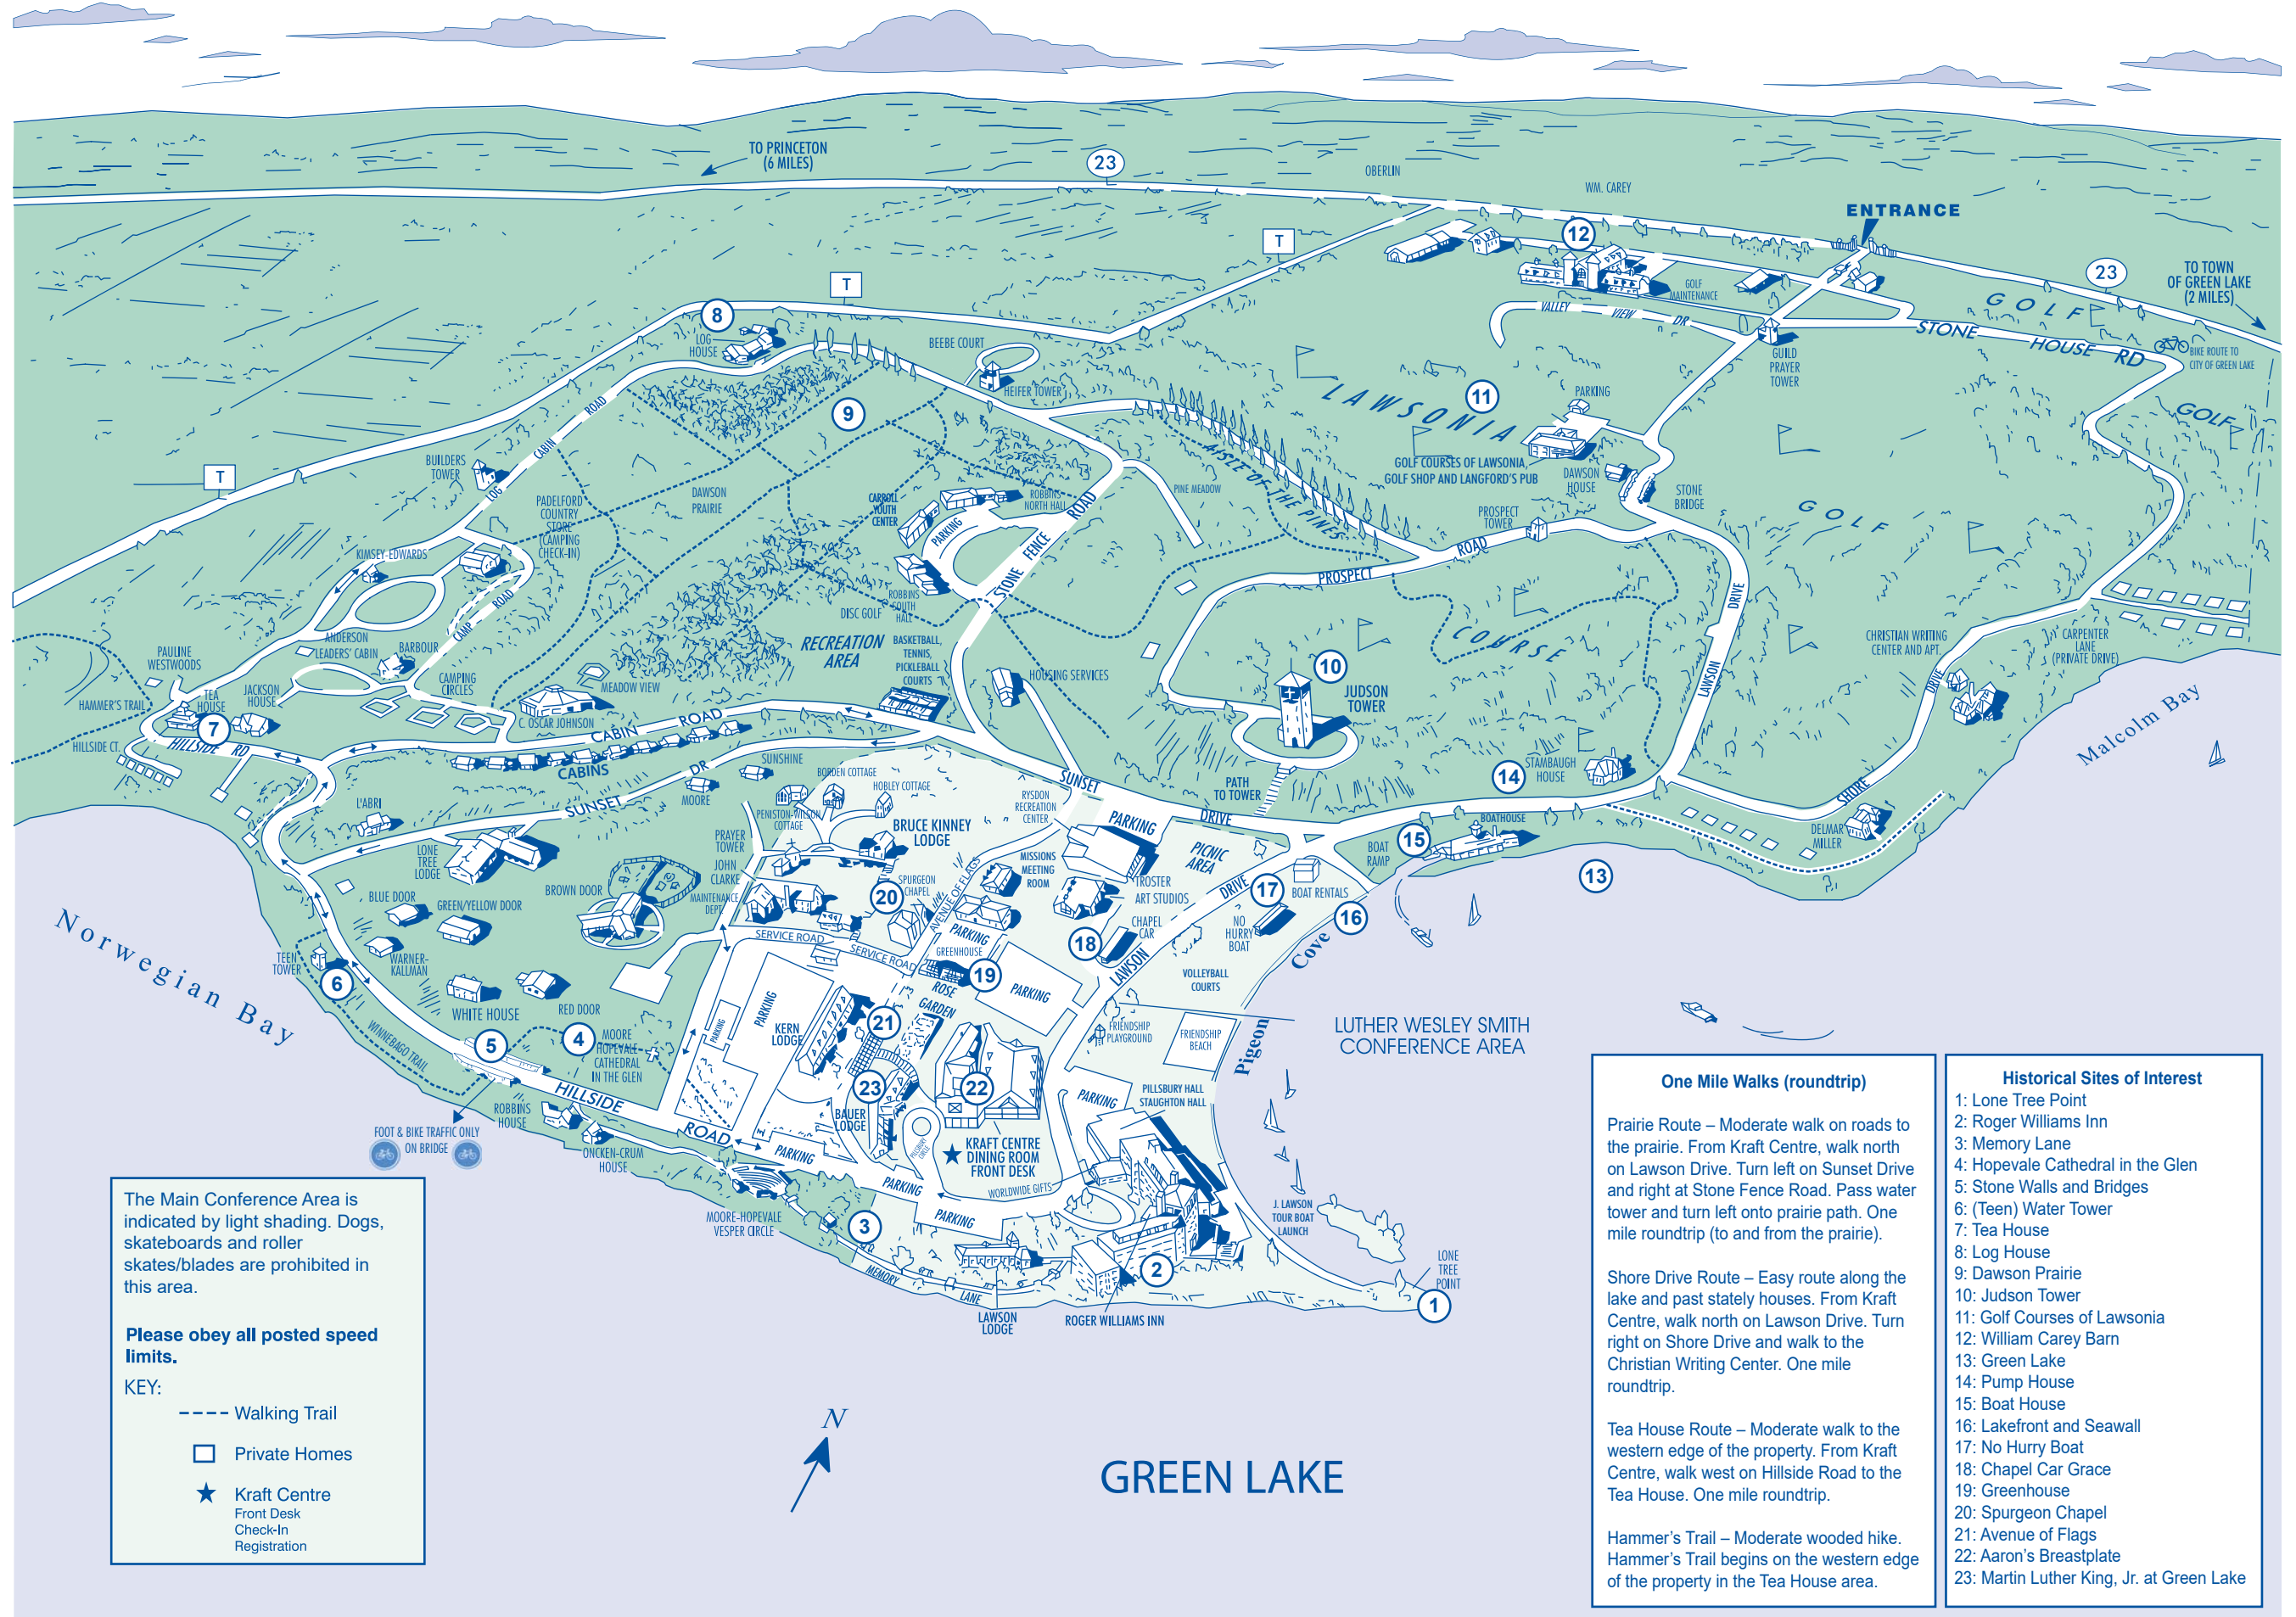 TO PRINCETON
(6 MILES)
23
OBERLIN
WM. CAREY
ENTRANCE
12
T
23
TO TOWN
OF GREEN LAKE
(2 MILES)
T
GOLF
MAINTENANCE
GOLF
VALLEY VIEW DR
STONE HOUSE RD
8
LOG
HOUSE
BEEBE COURT
GUILD
PRAYER
TOWER
BIKE ROUTE TO
CITY OF GREEN LAKE
HEIFER TOWER
LAWSONIA
11
PARKING
GOLF
9
LOG CABIN ROAD
BUILDERS
TOWER
T
AISLE OF THE PINES
GOLF COURSES OF LAWSONIA,
GOLF SHOP AND LANGFORD'S PUB
DAWSON
HOUSE
STONE
BRIDGE
GOLF
PADELFORD
COUNTRY
STORE
(CAMPING
CHECK-IN)
DAWSON
PRAIRIE
CARROLL
YOUTH
CENTER
ROBBINS
NORTH HALL
PARKING
PINE MEADOW
PROSPECT
TOWER
STONE FENCE ROAD
PROSPECT ROAD
KIMSEY-EDWARDS
CAMP ROAD
ROBBINS
SOUTH
HALL
DISC GOLF
LAWSON DRIVE
COURSE
ANDERSON
LEADERS' CABIN
BARBOUR
RECREATION
AREA
BASKETBALL,
TENNIS,
PICKLEBALL
COURTS
HOUSING SERVICES
10
JUDSON
TOWER
CHRISTIAN WRITING
CENTER AND APT.
CARPENTER
LANE
(PRIVATE DRIVE)
PAULINE
WESTWOODS
HAMMER'S TRAIL
TEA
HOUSE
JACKSON
HOUSE
7
CAMPING
CIRCLES
MEADOW VIEW
C. OSCAR JOHNSON
HILLSIDE CT.
HILLSIDE RD
CABIN ROAD
CABINS
Malcolm Bay
SHORE DRIVE
SUNSET DR
SUNSHINE
MOORE
BORDEN COTTAGE
HOBLEY COTTAGE
PENISTON-WILSON
COTTAGE
SUNSET DRIVE
PATH
TO TOWER
14
STAMBAUGH
HOUSE
RYSDON
RECREATION
CENTER
PARKING
PICNIC
AREA
15
BOATHOUSE
BOAT
RAMP
DELMAR
MILLER
13
L'ABRI
LONE
TREE
LODGE
PRAYER
TOWER
JOHN
CLARKE
BRUCE KINNEY
LODGE
MISSIONS
MEETING
ROOM
TROSTER
ART STUDIOS
LAWSON DRIVE
17
BOAT RENTALS
16
BLUE DOOR
GREEN/YELLOW DOOR
BROWN DOOR
MAINTENANCE
DEPT.
20
SPURGEON
CHAPEL
AVENUE OF FLAGS
CHAPEL
CAR
18
NO
HURRY
BOAT
Pigeon Cove
SERVICE ROAD
SERVICE ROAD
PARKING
GREENHOUSE
19
ROSE
GARDEN
PARKING
VOLLEYBALL
COURTS
Norwegian Bay
TEEN
TOWER
6
WARNER-
KALLMAN
WHITE HOUSE
RED DOOR
PARKING
PARKING
KERN
LODGE
21
FRIENDSHIP
PLAYGROUND
FRIENDSHIP
BEACH
LUTHER WESLEY SMITH
CONFERENCE AREA
WINNEBAGO TRAIL
5
4
MOORE
HOPEVALE
CATHEDRAL
IN THE GLEN
23
22
BAUER
LODGE
PARKING
PILLSBURY HALL
STAUGHTON HALL
ROBBINS
HOUSE
HILLSIDE ROAD
FOOT & BIKE TRAFFIC ONLY
ON BRIDGE
ONCKEN-CRUM
HOUSE
PARKING
KRAFT CENTRE
DINING ROOM
FRONT DESK
WORLDWIDE GIFTS
PARKING
PARKING
MOORE-HOPEVALE
VESPER CIRCLE
3
MEMORY LANE
LAWSON
LODGE
2
ROGER WILLIAMS INN
J. LAWSON
TOUR BOAT
LAUNCH
LONE
TREE
POINT
1
The Main Conference Area is
indicated by light shading. Dogs,
skateboards and roller
skates/blades are prohibited in
this area.
Please obey all posted speed
limits.
KEY:
Walking Trail
Private Homes
Kraft Centre
Front Desk
Check-In
Registration
N
GREEN LAKE
One Mile Walks (roundtrip)
Prairie Route – Moderate walk on roads to
the prairie. From Kraft Centre, walk north
on Lawson Drive. Turn left on Sunset Drive
and right at Stone Fence Road. Pass water
tower and turn left onto prairie path. One
mile roundtrip (to and from the prairie).
Shore Drive Route – Easy route along the
lake and past stately houses. From Kraft
Centre, walk north on Lawson Drive. Turn
right on Shore Drive and walk to the
Christian Writing Center. One mile
roundtrip.
Tea House Route – Moderate walk to the
western edge of the property. From Kraft
Centre, walk west on Hillside Road to the
Tea House. One mile roundtrip.
Hammer's Trail – Moderate wooded hike.
Hammer's Trail begins on the western edge
of the property in the Tea House area.
Historical Sites of Interest
1: Lone Tree Point
2: Roger Williams Inn
3: Memory Lane
4: Hopevale Cathedral in the Glen
5: Stone Walls and Bridges
6: (Teen) Water Tower
7: Tea House
8: Log House
9: Dawson Prairie
10: Judson Tower
11: Golf Courses of Lawsonia
12: William Carey Barn
13: Green Lake
14: Pump House
15: Boat House
16: Lakefront and Seawall
17: No Hurry Boat
18: Chapel Car Grace
19: Greenhouse
20: Spurgeon Chapel
21: Avenue of Flags
22: Aaron's Breastplate
23: Martin Luther King, Jr. at Green Lake